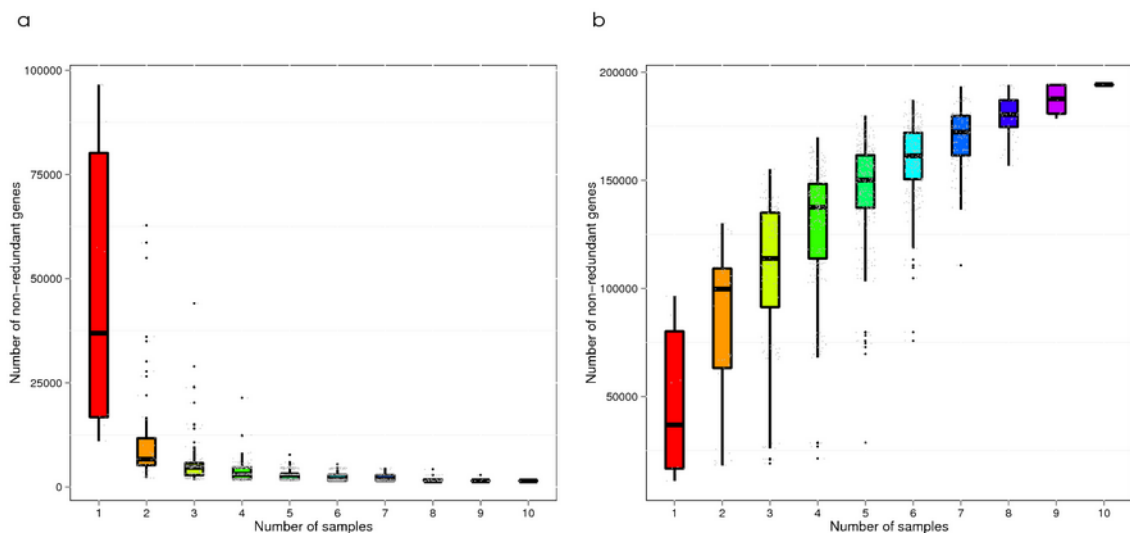 a
b
Number of non-redundant genes
100000
75000
50000
25000
0
1 2 3 4 5 6 7 8 9 10
Number of samples
Number of non-redundant genes
200000
150000
100000
50000
0
1 2 3 4 5 6 7 8 9 10
Number of samples